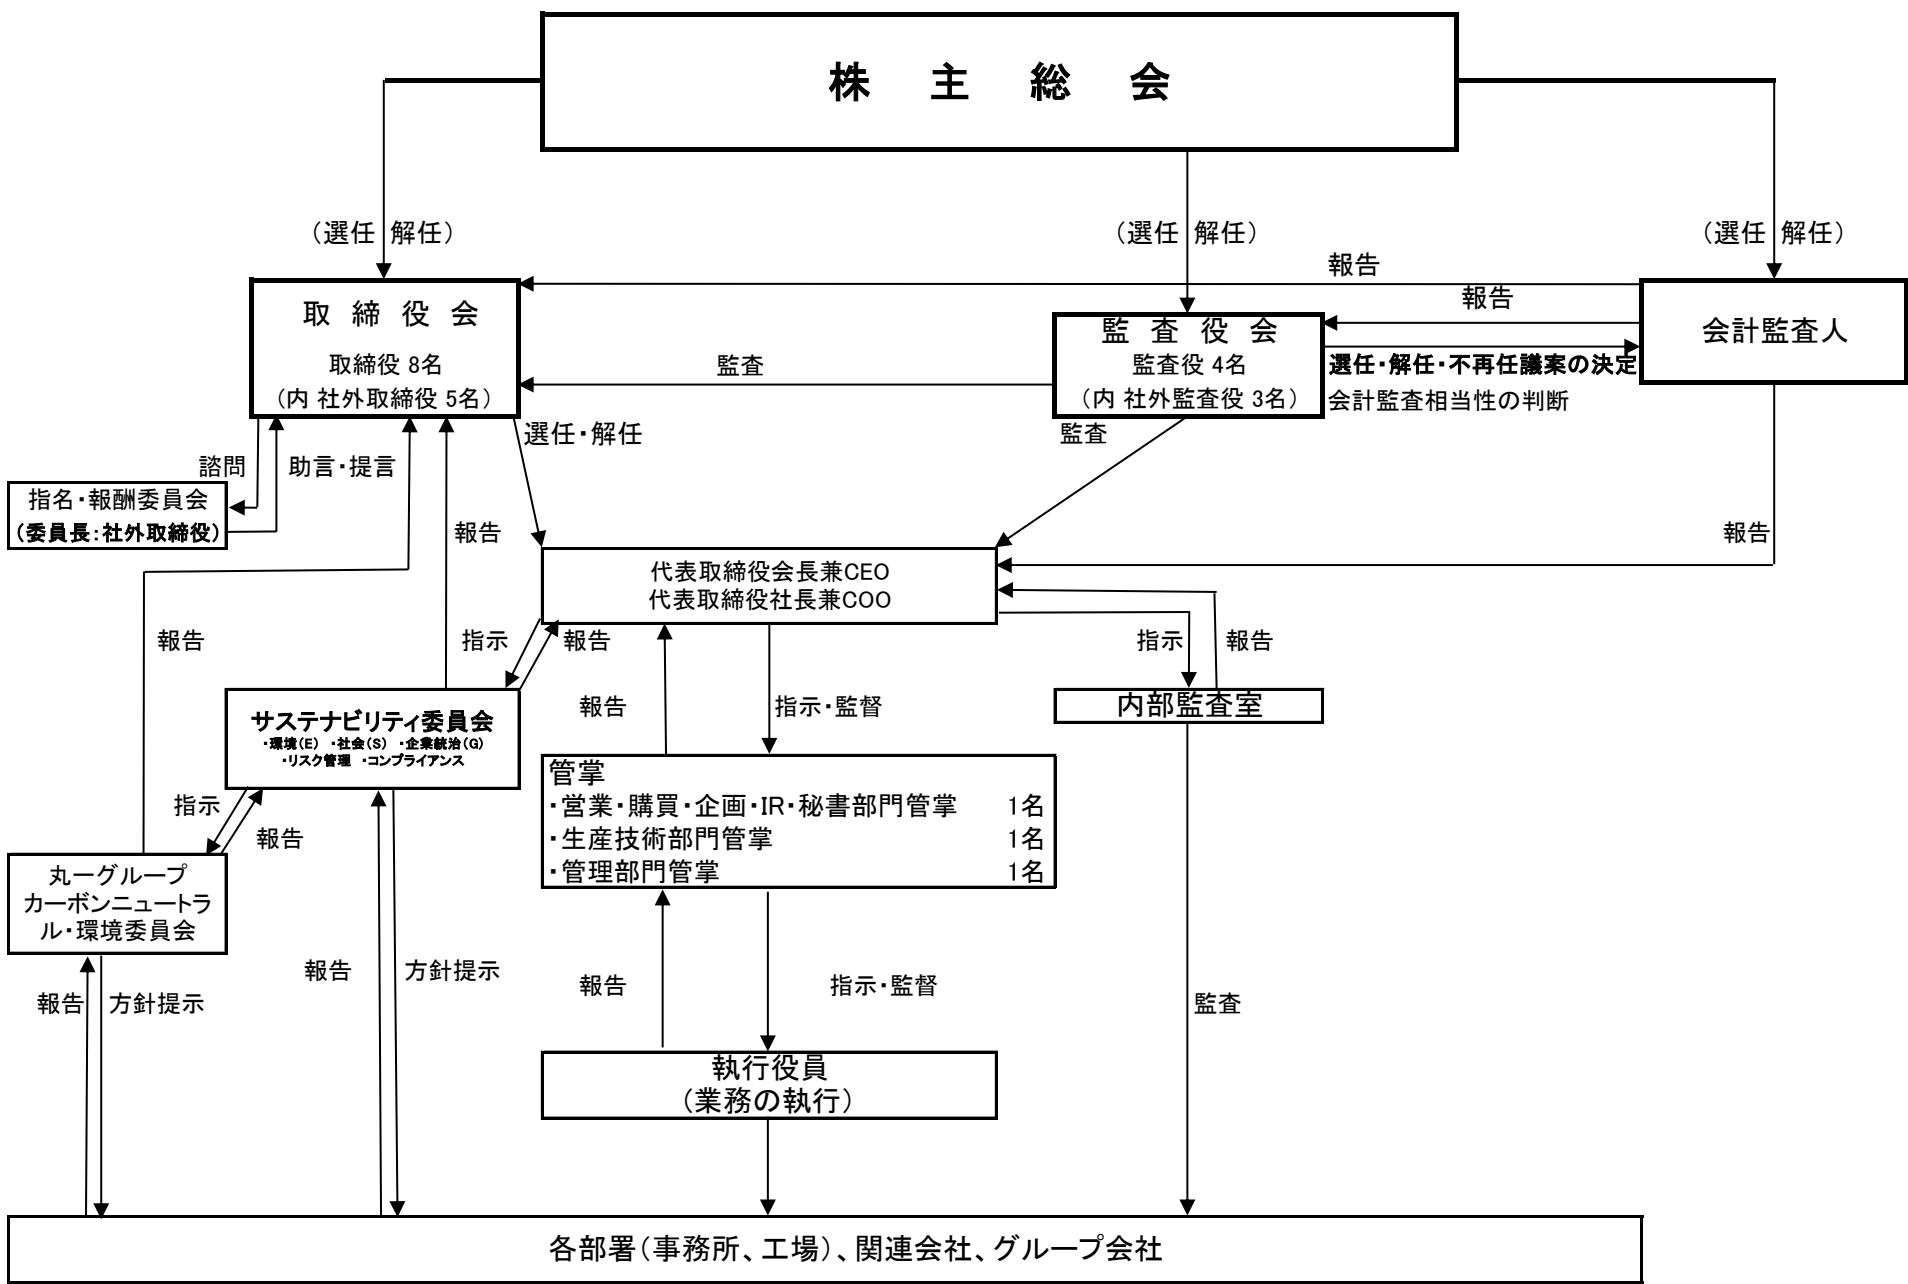 株 主 総 会
（選任 解任）
（選任 解任）
（選任 解任）
報告
報告
取 締 役 会
取締役 8名
（内 社外取締役 5名）
監査
監 査 役 会
監査役 4名
（内 社外監査役 3名）
選任・解任・不再任議案の決定
会計監査相当性の判断
会計監査人
選任・解任
監査
諮問
助言・提言
指名・報酬委員会
（委員長：社外取締役）
報告
報告
代表取締役会長兼CEO
代表取締役社長兼COO
報告
指示
報告
指示
報告
サステナビリティ委員会
・環境（E） ・社会（S） ・企業統治（G）
・リスク管理 ・コンプライアンス
報告
指示・監督
内部監査室
管掌
・営業・購買・企画・IR・秘書部門管掌 1名
・生産技術部門管掌 1名
・管理部門管掌 1名
指示
報告
丸一グループ
カーボンニュートラ
ル・環境委員会
報告
方針提示
報告
方針提示
報告
指示・監督
監査
執行役員
（業務の執行）
各部署（事務所、工場）、関連会社、グループ会社